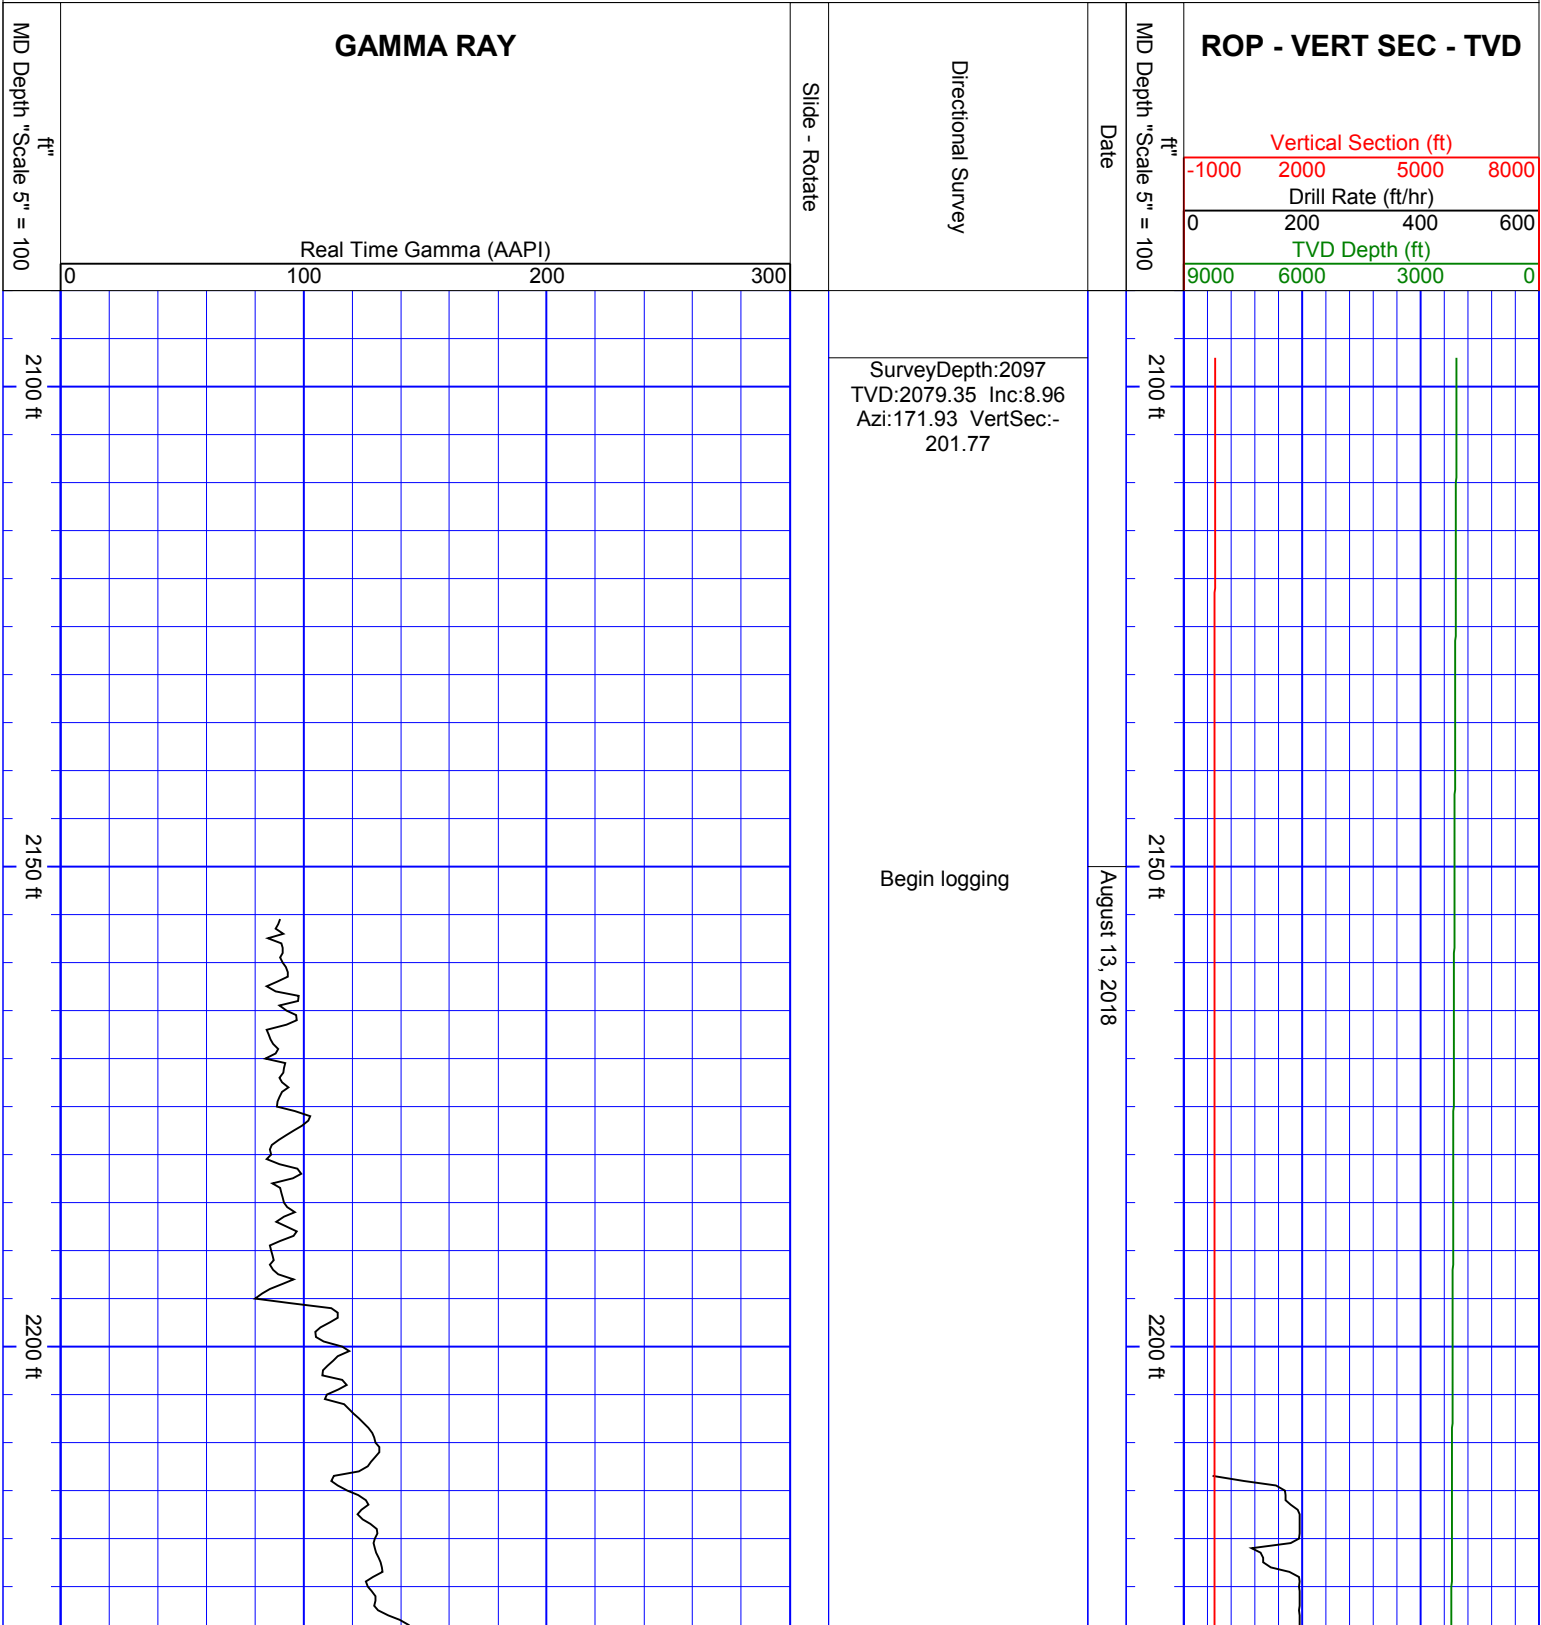 MD Depth "Scale 5" = 100
ft"
GAMMA RAY
Real Time Gamma (AAPI)
0 100 200 300
Slide - Rotate
Directional Survey
Date
MD Depth "Scale 5" = 100
ft"
ROP - VERT SEC - TVD
Vertical Section (ft)
-1000 2000 5000 8000
Drill Rate (ft/hr)
0 200 400 600
TVD Depth (ft)
9000 6000 3000 0
2100 ft
SurveyDepth:2097
TVD:2079.35 Inc:8.96
Azi:171.93 VertSec:-
201.77
2100 ft
2150 ft
Begin logging
August 13, 2018
2150 ft
2200 ft
2200 ft